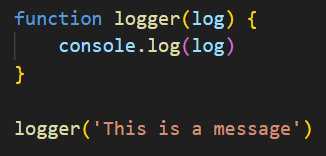 function logger(log) {
    console.log(log)
}
logger('This is a message')